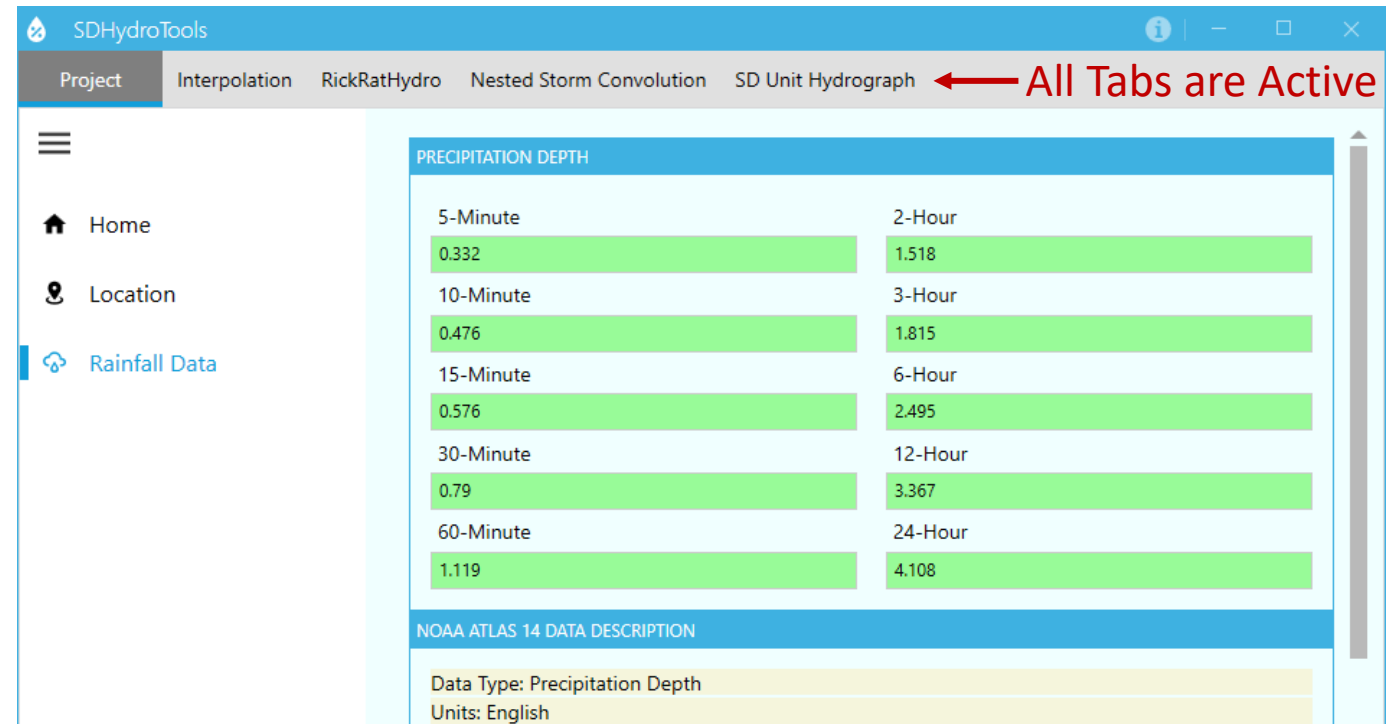 SDHydroTools
Project Interpolation RickRatHydro Nested Storm Convolution SD Unit Hydrograph All Tabs are Active
Home
Location
Rainfall Data
PRECIPITATION DEPTH
5-Minute 2-Hour
0.332 1.518
10-Minute 3-Hour
0.476 1.815
15-Minute 6-Hour
0.576 2.495
30-Minute 12-Hour
0.79 3.367
60-Minute 24-Hour
1.119 4.108
NOAA ATLAS 14 DATA DESCRIPTION
Data Type: Precipitation Depth
Units: English